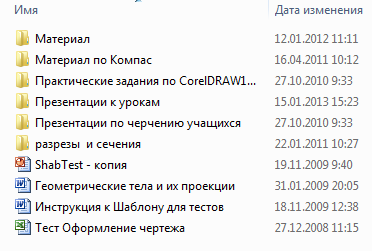 Имя Дата изменения
Материал 12.01.2012 11:11
Материал по Компас 16.04.2011 10:12
Практические задания по CorelDRAW1... 27.10.2010 9:33
Презентации к урокам 15.01.2013 15:23
Презентации по черчению учащихся 27.10.2010 9:33
разрезы и сечения 22.01.2011 10:27
ShabTest - копия 19.11.2009 9:40
Геометрические тела и их проекции 31.01.2009 20:05
Инструкция к Шаблону для тестов 18.11.2009 12:38
Тест Оформление чертежа 27.12.2008 11:15